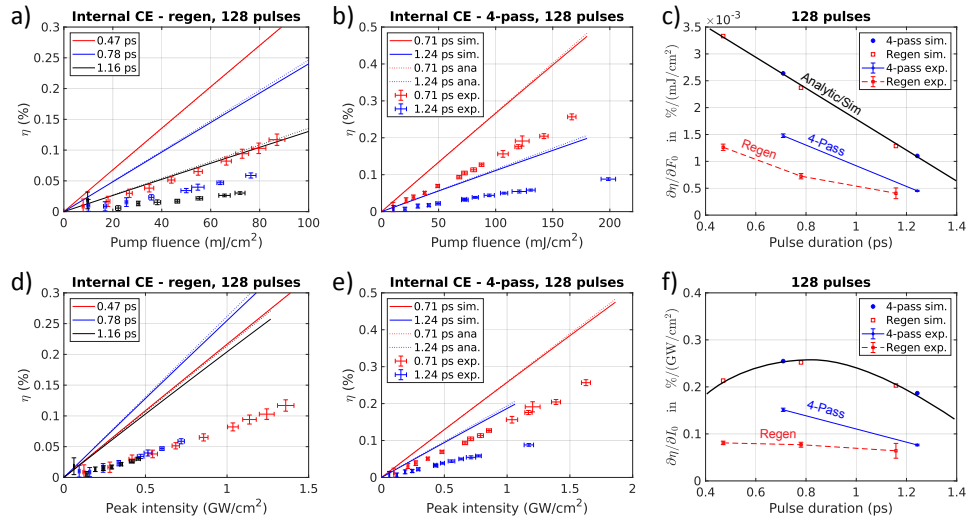 a)
Internal CE - regen, 128 pulses
η (%)
0.3
0.25
0.2
0.15
0.1
0.05
0
0.47 ps
0.78 ps
1.16 ps
0 20 40 60 80 100
Pump fluence (mJ/cm²)
b)
Internal CE - 4-pass, 128 pulses
η (%)
0.5
0.4
0.3
0.2
0.1
0
0.71 ps sim.
1.24 ps sim.
0.71 ps ana.
1.24 ps ana.
0.71 ps exp.
1.24 ps exp.
0 50 100 150 200
Pump fluence (mJ/cm²)
c)
×10⁻³
128 pulses
∂η/∂F₀ in %/(mJ/cm²)
3.5
3
2.5
2
1.5
1
0.5
0
4-pass sim.
Regen sim.
4-pass exp.
Regen exp.
Analytic/Sim
4-Pass
Regen
0.4 0.6 0.8 1 1.2 1.4
Pulse duration (ps)
d)
Internal CE - regen, 128 pulses
η (%)
0.3
0.25
0.2
0.15
0.1
0.05
0
0.47 ps
0.78 ps
1.16 ps
0 0.5 1 1.5
Peak intensity (GW/cm²)
e)
Internal CE - 4-pass, 128 pulses
η (%)
0.5
0.4
0.3
0.2
0.1
0
0.71 ps sim.
1.24 ps sim.
0.71 ps ana.
1.24 ps ana.
0.71 ps exp.
1.24 ps exp.
0 0.5 1 1.5 2
Peak intensity (GW/cm²)
f)
128 pulses
∂η/∂I₀ in %/(GW/cm²)
0.4
0.3
0.2
0.1
0
4-pass sim.
Regen sim.
4-pass exp.
Regen exp.
4-Pass
Regen
0.4 0.6 0.8 1 1.2 1.4
Pulse duration (ps)